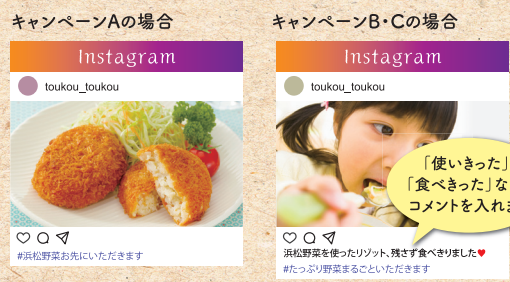 キャンペーンAの場合
Instagram
toukou_toukou
#浜松野菜お先にいただきます
キャンペーンB・Cの場合
Instagram
toukou_toukou
「使いきった」
「食べきった」な
コメントを入れま
浜松野菜を使ったリゾット、残さず食べきりました♥
#たっぷり野菜まるごといただきます